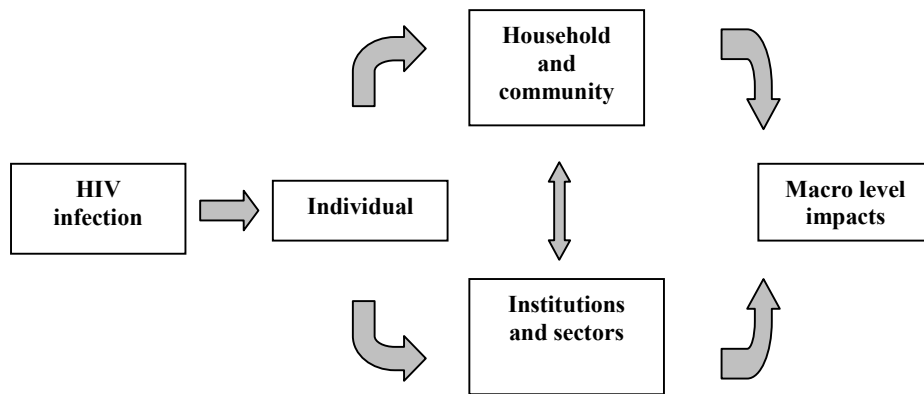 HIV
infection
Individual
Household
and
community
Institutions
and sectors
Macro level
impacts